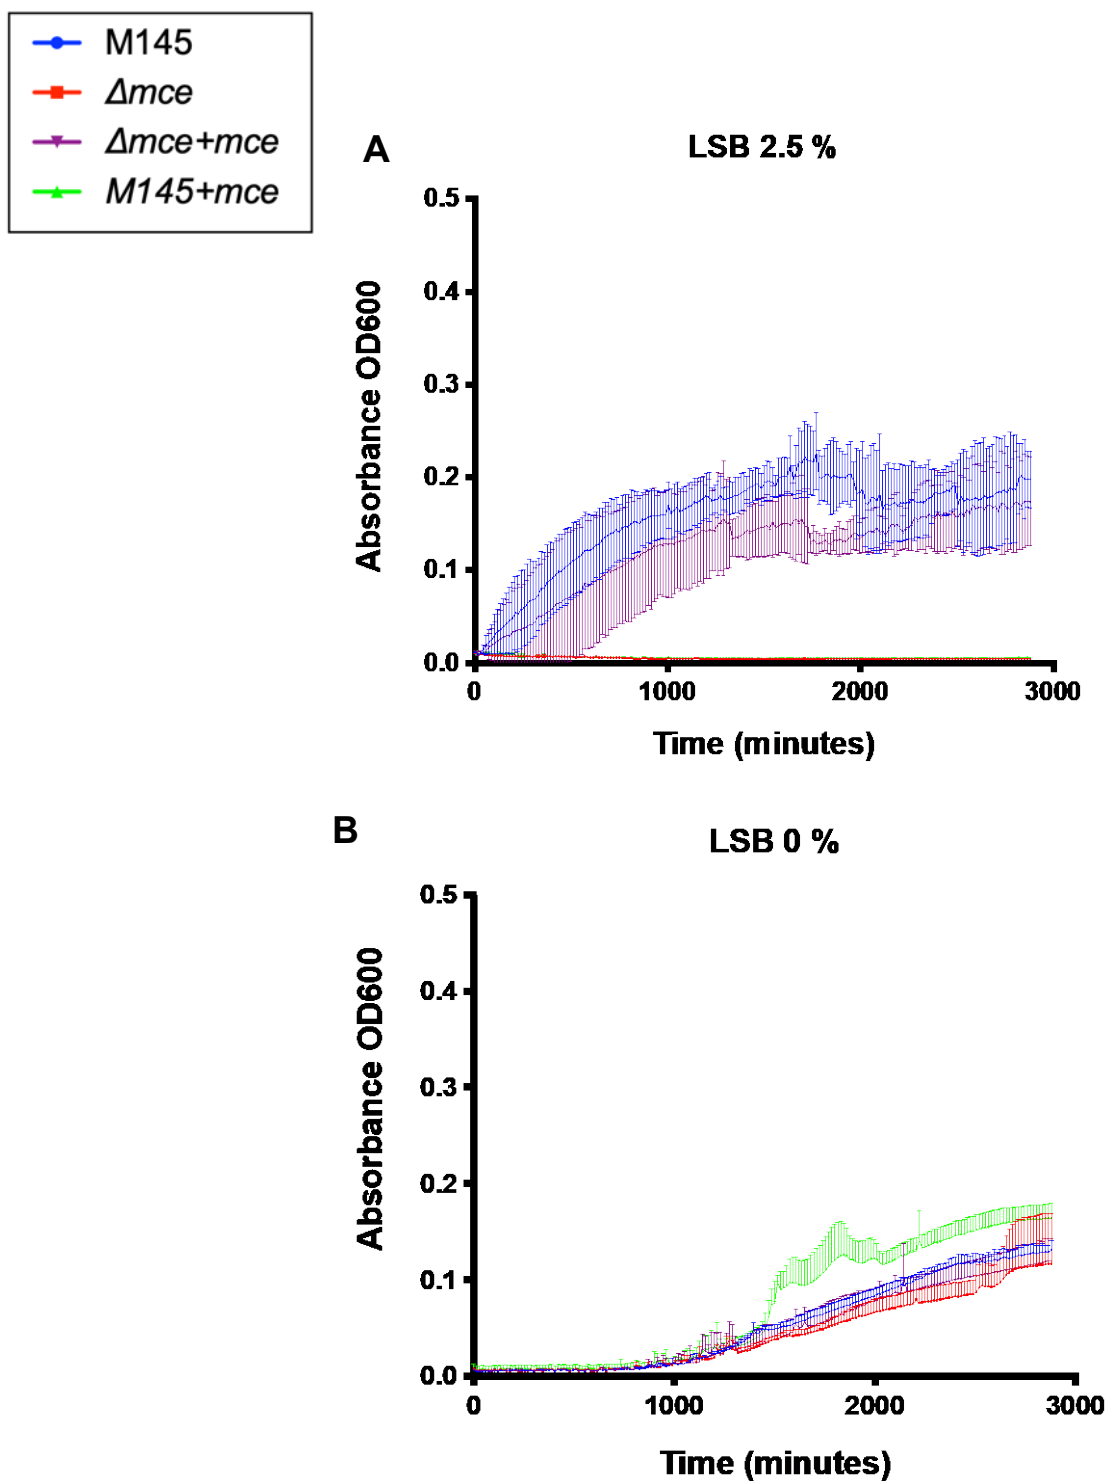 M145
Δmce
Δmce+mce
M145+mce
A
LSB 2.5 %
0.5
0.4
0.3
0.2
0.1
0.0
Absorbance OD600
0 1000 2000 3000
Time (minutes)
B
LSB 0 %
0.5
0.4
0.3
0.2
0.1
0.0
Absorbance OD600
0 1000 2000 3000
Time (minutes)